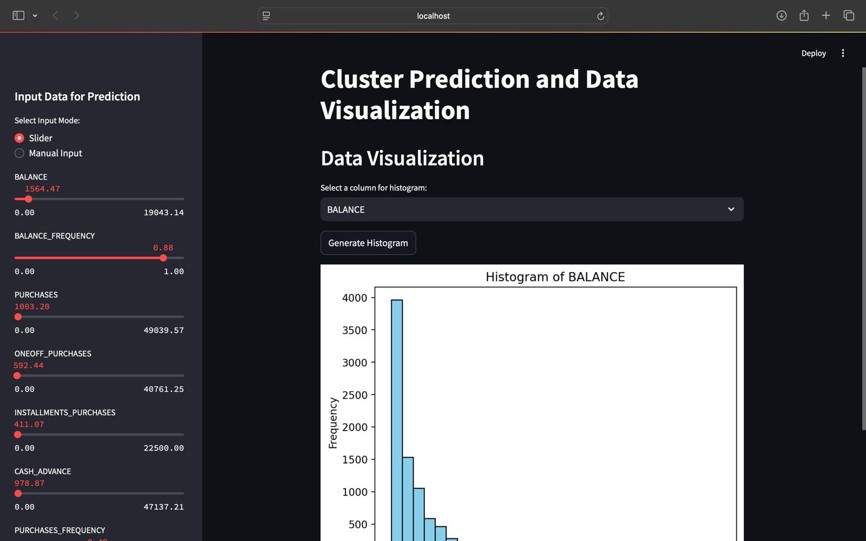 localhost
Deploy
Input Data for Prediction
Select Input Mode:
Slider
Manual Input
BALANCE
1564.47
0.00 19043.14
BALANCE_FREQUENCY
0.88
0.00 1.00
PURCHASES
1003.20
0.00 49039.57
ONEOFF_PURCHASES
592.44
0.00 40761.25
INSTALLMENTS_PURCHASES
411.07
0.00 22500.00
CASH_ADVANCE
978.87
0.00 47137.21
PURCHASES_FREQUENCY
Cluster Prediction and Data
Visualization
Data Visualization
Select a column for histogram:
BALANCE
Generate Histogram
Histogram of BALANCE
4000
3500
3000
2500
2000
1500
1000
500
Frequency